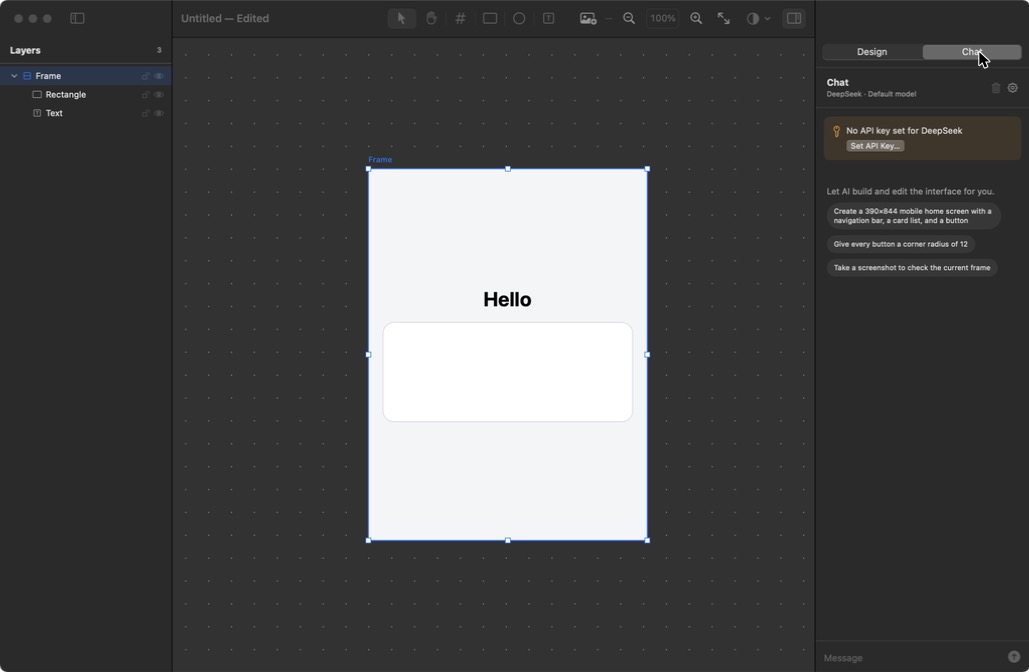 Untitled — Edited
100%
Layers
3
Frame
Rectangle
Text
Frame
Hello
Design
Chat
Chat
DeepSeek · Default model
No API key set for DeepSeek
Set API Key...
Let AI build and edit the interface for you.
Create a 390×844 mobile home screen with a
navigation bar, a card list, and a button
Give every button a corner radius of 12
Take a screenshot to check the current frame
Message